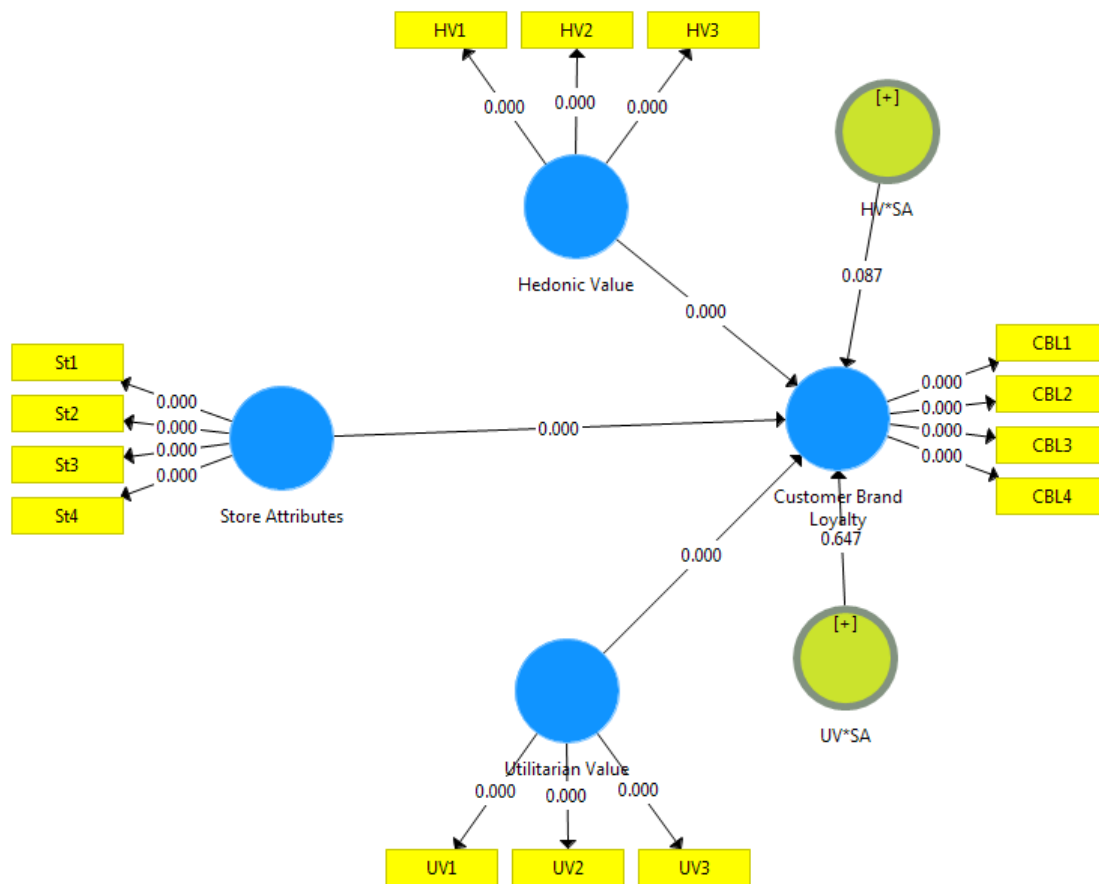 HV1 HV2 HV3
0.000 0.000 0.000
[+]
HV*SA
Hedonic Value
0.087
0.000
St1
St2
St3
St4
0.000
0.000
0.000
0.000
Store Attributes
0.000
CBL1
CBL2
CBL3
CBL4
0.000
0.000
0.000
0.000
Customer Brand
Loyalty
0.647
0.000
[+]
UV*SA
Utilitarian Value
0.000 0.000 0.000
UV1 UV2 UV3